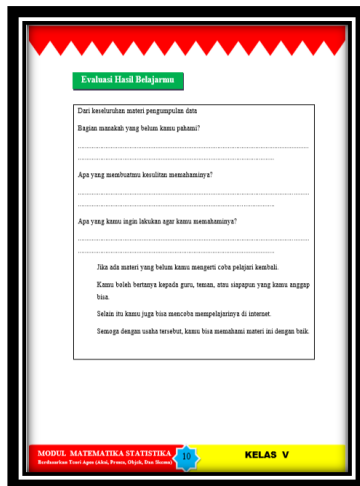 Evaluasi Hasil Belajarmu
Dari keseluruhan materi pengumpulan data
Bagian manakah yang belum kamu pahami?
Apa yang membuatmu kesulitan memahaminya?
Apa yang kamu ingin lakukan agar kamu memahaminya?
Jika ada materi yang belum kamu mengerti coba pelajari kembali.
Kamu boleh bertanya kepada guru, teman, atau siapapun yang kamu anggap
bisa.
Selain itu kamu juga bisa mencoba mempelajarinya di internet.
Semoga dengan usaha tersebut, kamu bisa memahami materi ini dengan baik.
MODUL MATEMATIKA STATISTIKA
Berdasarkan Teori Apos (Aksi, Proses, Objek, Dan Skema)
10
KELAS V